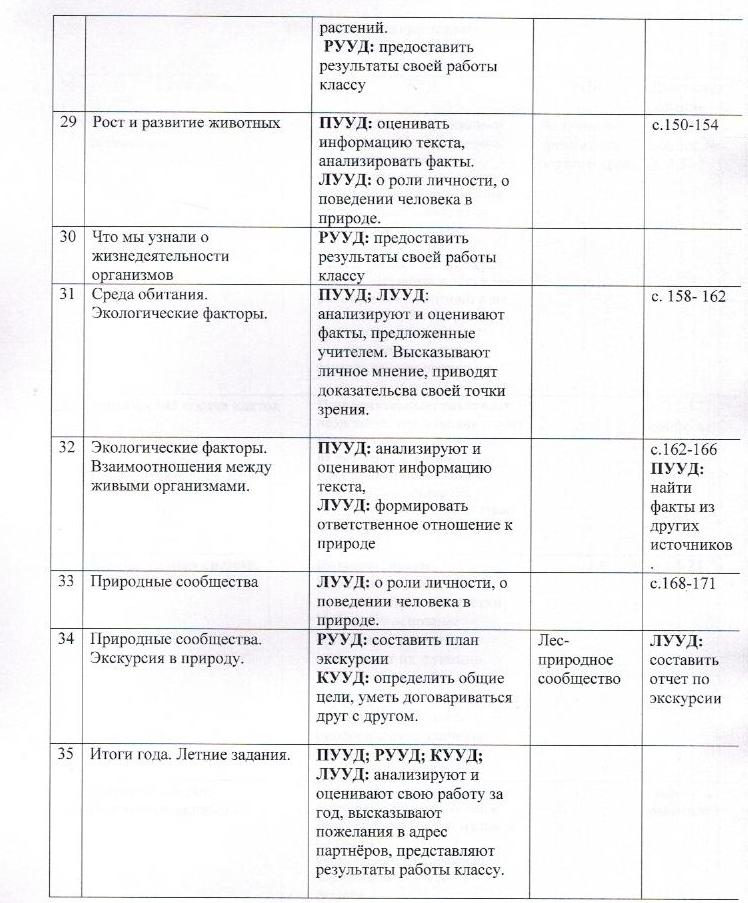 растений.
РУУД: предоставить
результаты своей работы
классу
29 Рост и развитие животных
ПУУД: оценивать
информацию текста,
анализировать факты.
ЛУУД: о роли личности, о
поведении человека в
природе.
с.150-154
30 Что мы узнали о
жизнедеятельности
организмов
РУУД: предоставить
результаты своей работы
классу
31 Среда обитания.
Экологические факторы.
ПУУД; ЛУУД:
анализируют и оценивают
факты, предложенные
учителем. Высказывают
личное мнение, приводят
доказательсва своей точки
зрения.
с. 158- 162
32 Экологические факторы.
Взаимоотношения между
живыми организмами.
ПУУД: анализируют и
оценивают информацию
текста,
ЛУУД: формировать
ответственное отношение к
природе
с.162-166
ПУУД:
найти
факты из
других
источников
.
33 Природные сообщества
ЛУУД: о роли личности, о
поведении человека в
природе.
с.168-171
34 Природные сообщества.
Экскурсия в природу.
РУУД: составить план
экскурсии
КУУД: определить общие
цели, уметь договариваться
друг с другом.
Лес-
природное
сообщество
ЛУУД:
составить
отчет по
экскурсии
35 Итоги года. Летние задания.
ПУУД; РУУД; КУУД;
ЛУУД: анализируют и
оценивают свою работу за
год, высказывают
пожелания в адрес
партнёров, представляют
результаты работы классу.